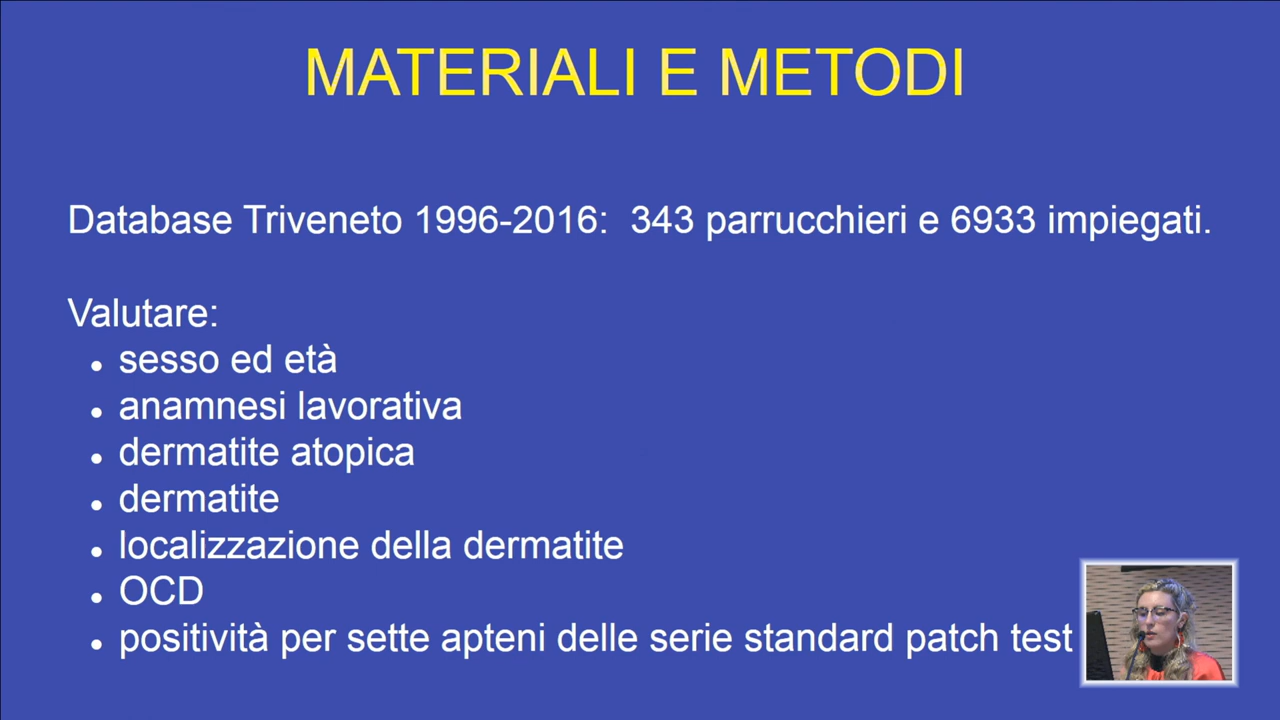 MATERIALI E METODI
Database Triveneto 1996-2016: 343 parrucchieri e 6933 impiegati.
Valutare:
• sesso ed età
• anamnesi lavorativa
• dermatite atopica
• dermatite
• localizzazione della dermatite
• OCD
• positività per sette apteni delle serie standard patch test